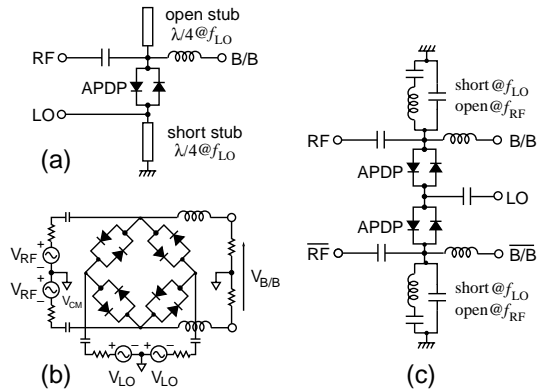 open stub
λ/4@fLO
RF
B/B
APDP
LO
short stub
λ/4@fLO
(a)
+
VRF
−
+
VRF
−
VCM
VB/B
+
−
−
+
VLO
VLO
(b)
short@fLO
open@fRF
RF
B/B
APDP
LO
APDP
RF
B/B
short@fLO
open@fRF
(c)